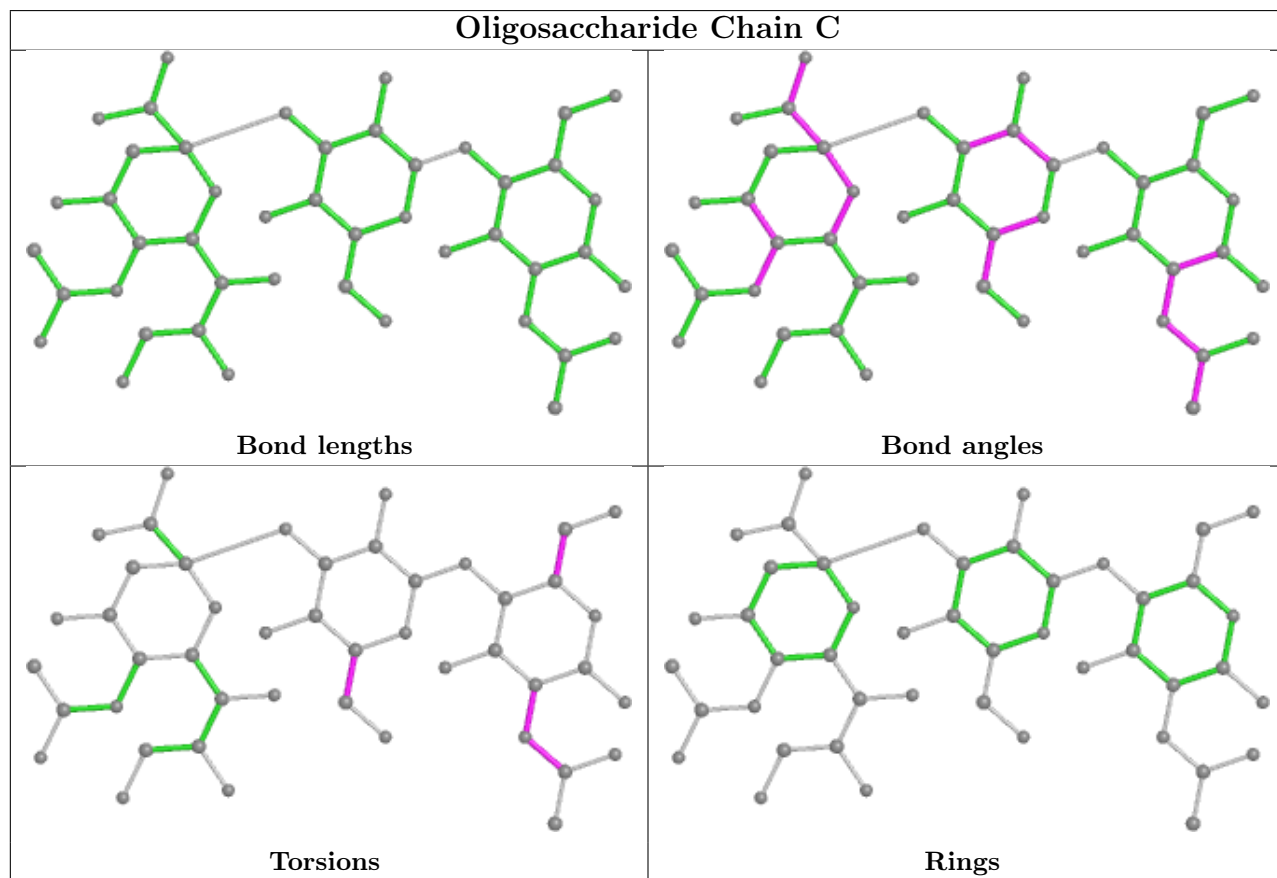 Oligosaccharide Chain C
Bond lengths
Bond angles
Torsions
Rings